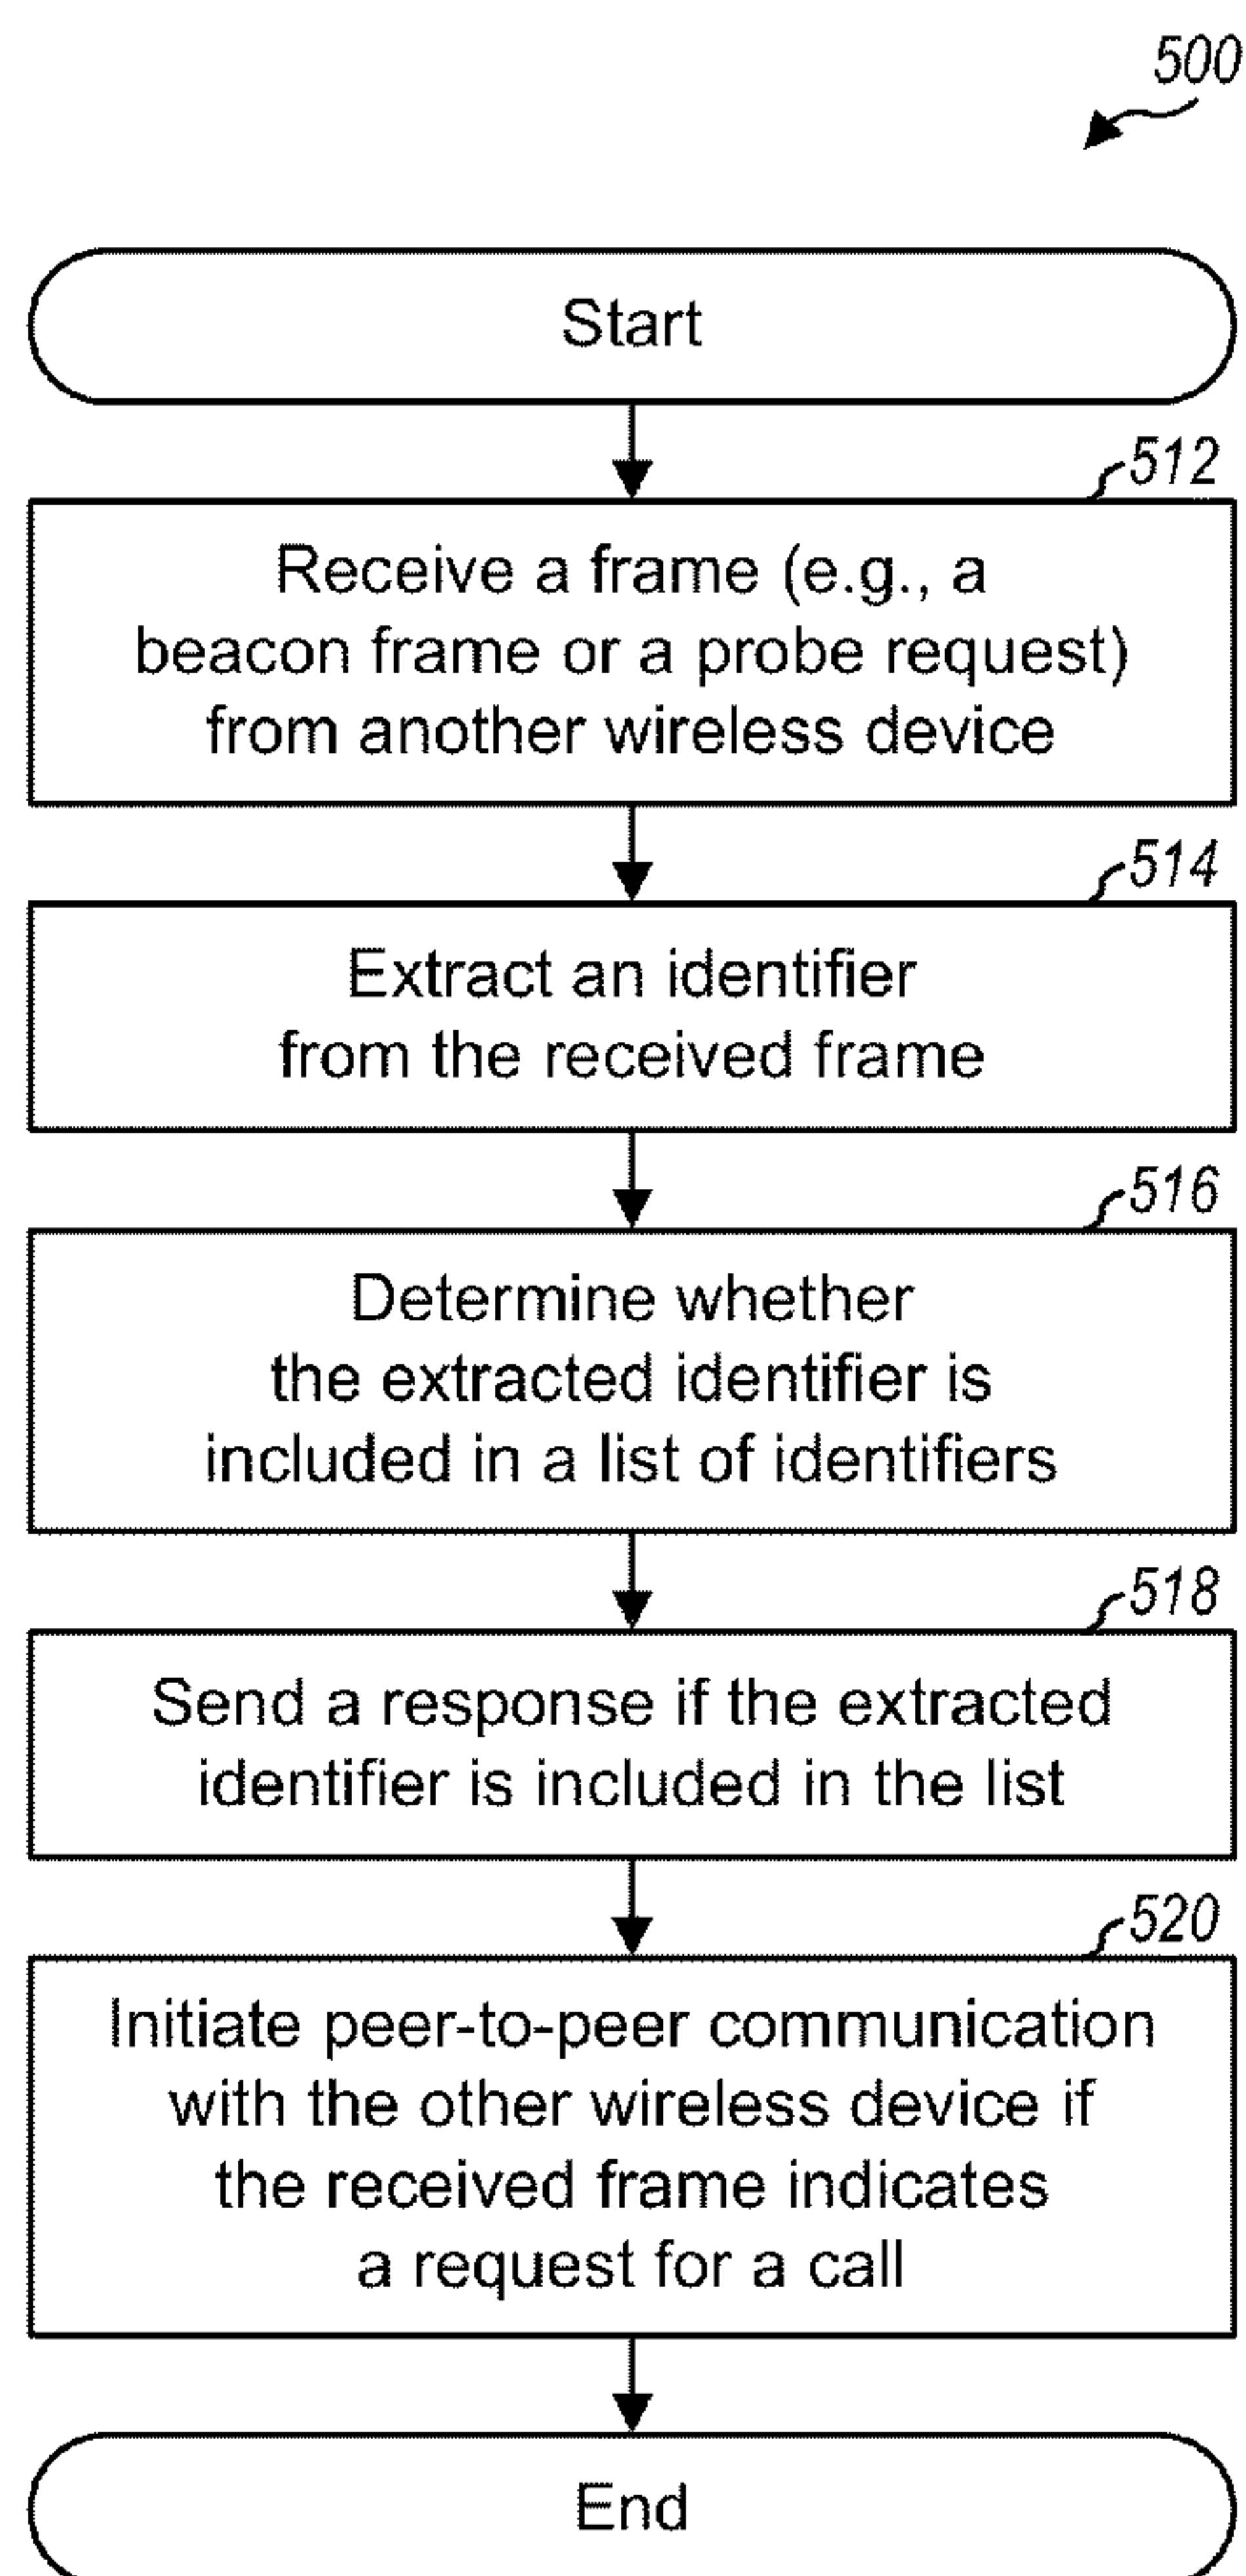 500
Start
512
Receive a frame (e.g., a
beacon frame or a probe request)
from another wireless device
514
Extract an identifier
from the received frame
516
Determine whether
the extracted identifier is
included in a list of identifiers
518
Send a response if the extracted
identifier is included in the list
520
Initiate peer-to-peer communication
with the other wireless device if
the received frame indicates
a request for a call
End